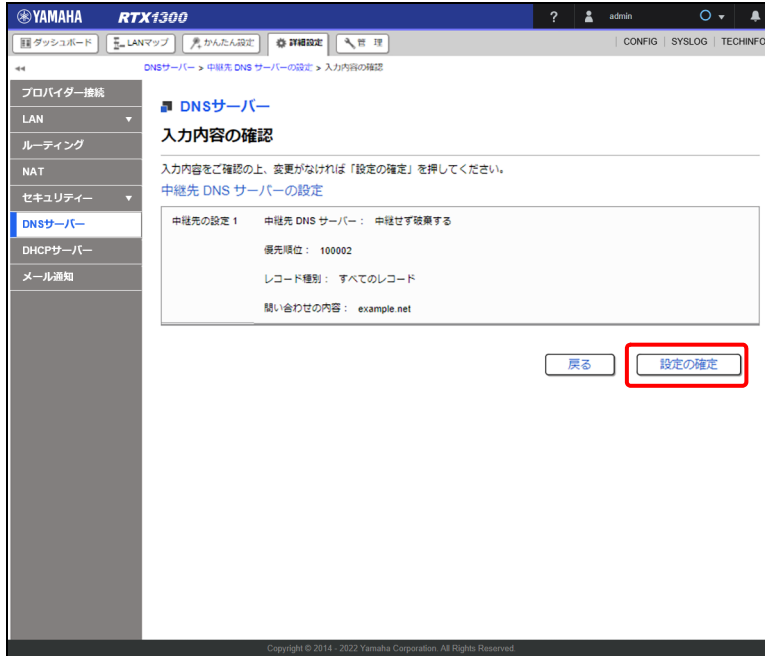 YAMAHA RTX1300 ? admin
ダッシュボード LANマップ かんたん設定 詳細設定 管 理 CONFIG SYSLOG TECHINFO
DNSサーバー > 中継先 DNS サーバーの設定 > 入力内容の確認
プロバイダー接続
LAN
ルーティング
NAT
セキュリティー
DNSサーバー
DHCPサーバー
メール通知
DNSサーバー
入力内容の確認
入力内容をご確認の上、変更がなければ「設定の確定」を押してください。
中継先 DNS サーバーの設定
中継先の設定 1 中継先 DNS サーバー： 中継せず破棄する
優先順位： 100002
レコード種別： すべてのレコード
問い合わせの内容： example.net
戻る 設定の確定
Copyright © 2014 - 2022 Yamaha Corporation. All Rights Reserved.